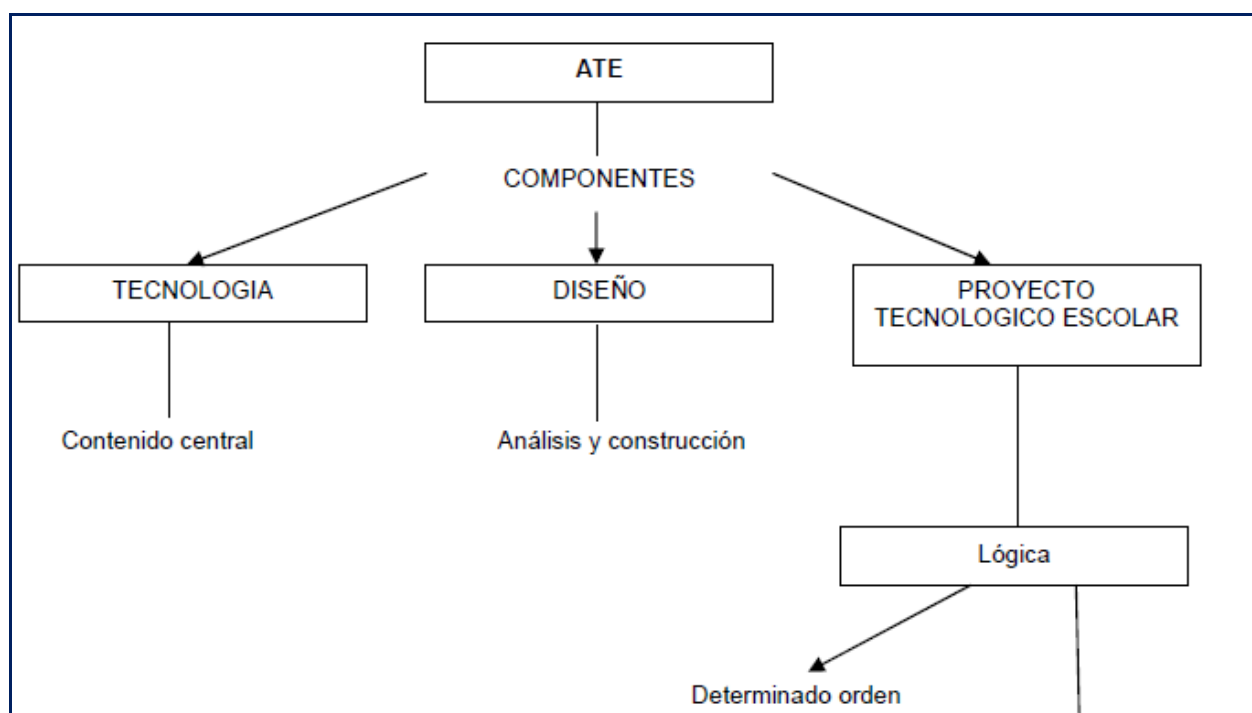 ATE
COMPONENTES
TECNOLOGIA
DISEÑO
PROYECTO
TECNOLOGICO ESCOLAR
Contenido central
Análisis y construcción
Lógica
Determinado orden